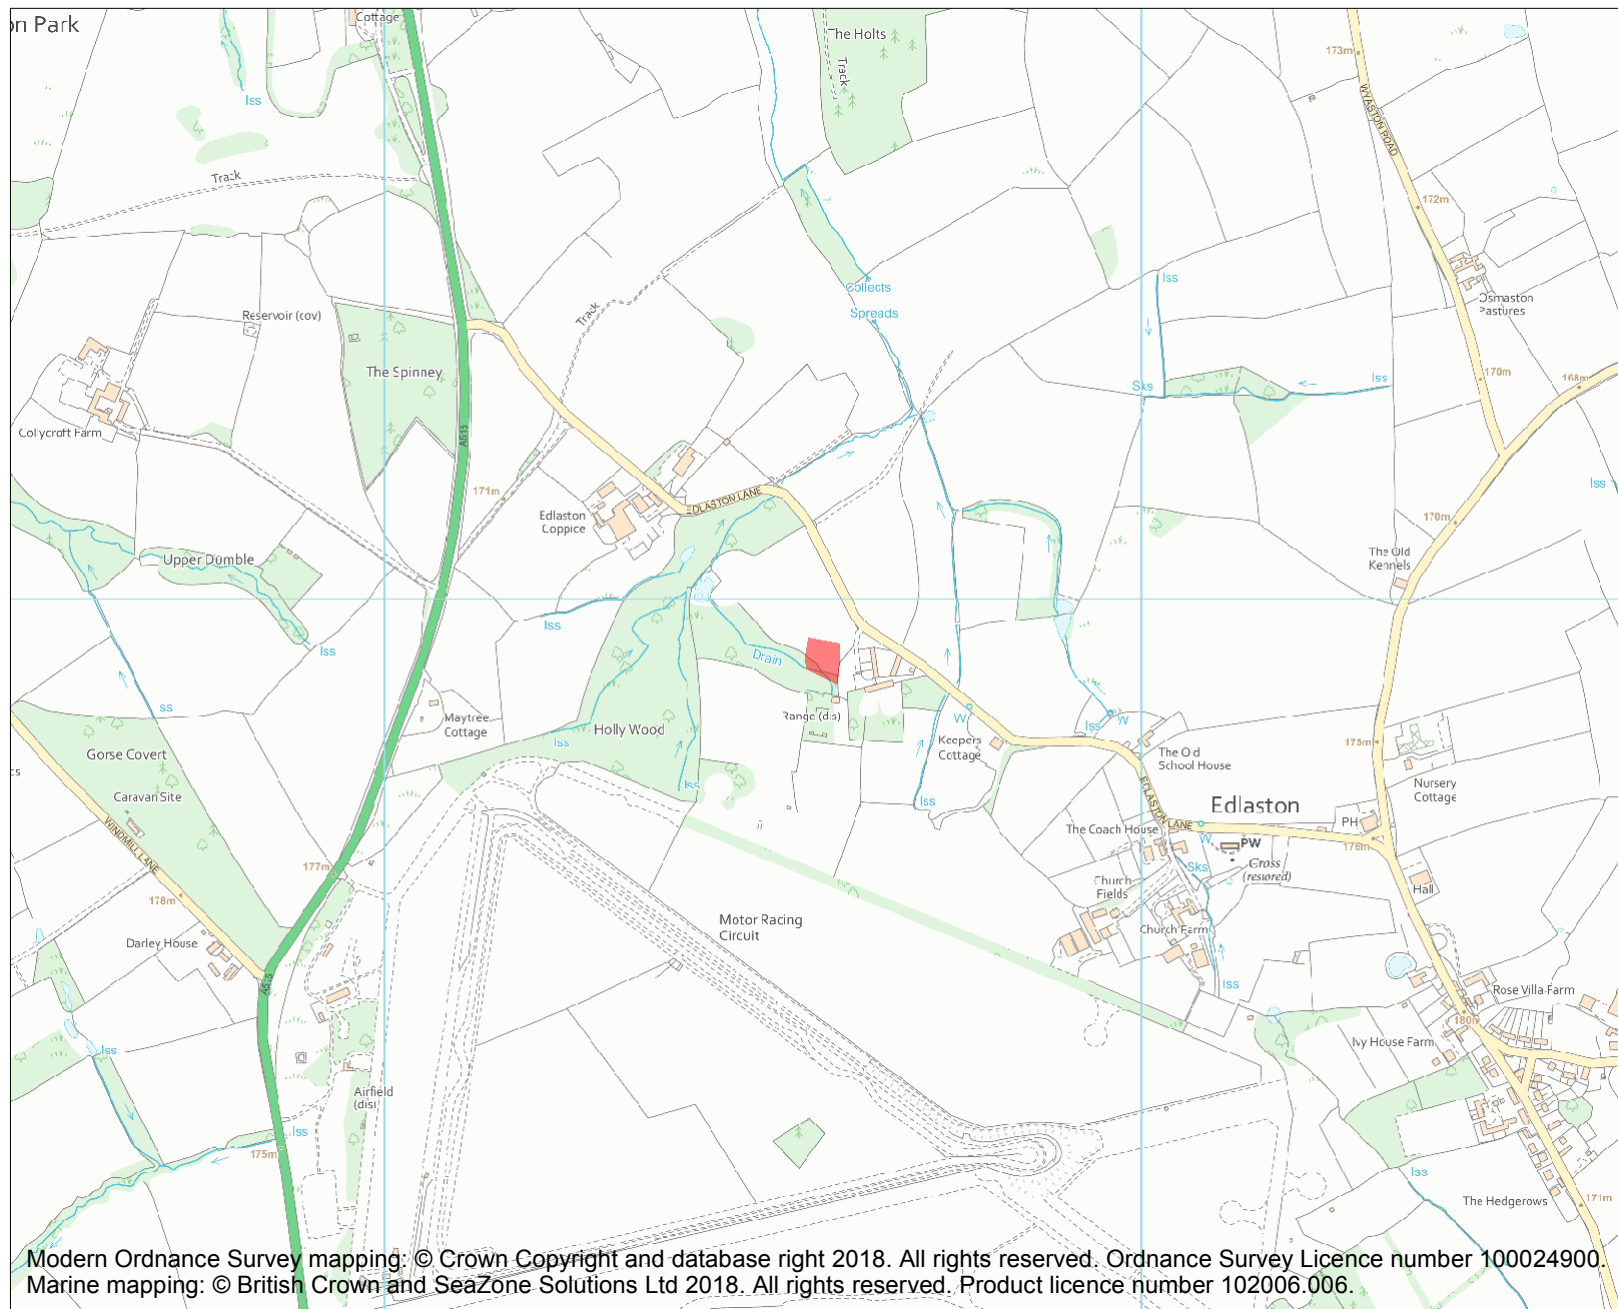 on Park
Cottage
The Holts
Track
173m
WYASTON ROAD
Iss
Track
172m
Collects
Iss
Osmaston
Pastures
Reservoir (cov)
Track
Spreads
The Spinney
170m
168m
Sks
Iss
Collycroft Farm
A515
171m
EDLASTON LANE
Iss
Edlaston
Coppice
170m
Upper Dumble
The Old
Kennels
Iss
Iss
Drain
Iss
Maytree
Cottage
Holly Wood
Range (dis)
W
Iss
W
Keepers
Cottage
175m
Gorse Covert
Iss
The Old
School House
Caravan Site
Iss
Iss
Nursery
Cottage
WINDMILL LANE
EDLASTON LANE
Edlaston
The Coach House
W
PH
PW
176m
177m
Sks
Cross
(restored)
Church
Fields
Hall
178m
Motor Racing
Circuit
Darley House
Church Farm
A515
Iss
Rose Villa Farm
180m
Iss
Ivy House Farm
Airfield
(dis)
Iss
175m
Iss
The Hedgerows
171m
Modern Ordnance Survey mapping: © Crown Copyright and database right 2018. All rights reserved. Ordnance Survey Licence number 100024900.
Marine mapping: © British Crown and SeaZone Solutions Ltd 2018. All rights reserved. Product licence number 102006.006.